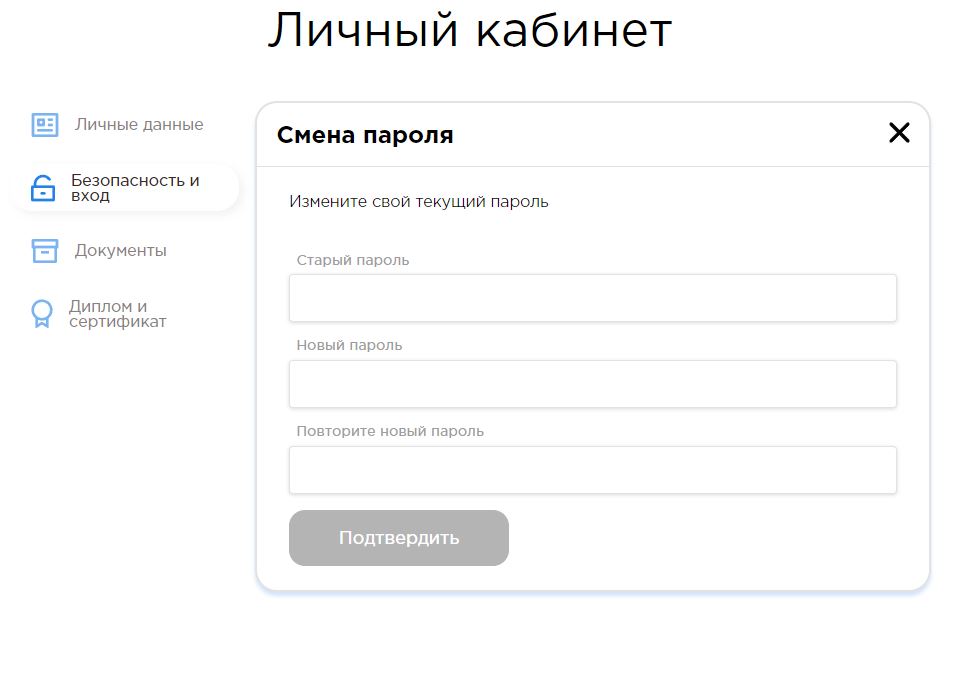 Личный кабинет
Личные данные
Безопасность и
вход
Документы
Диплом и
сертификат
Смена пароля
Измените свой текущий пароль
Старый пароль
Новый пароль
Повторите новый пароль
Подтвердить